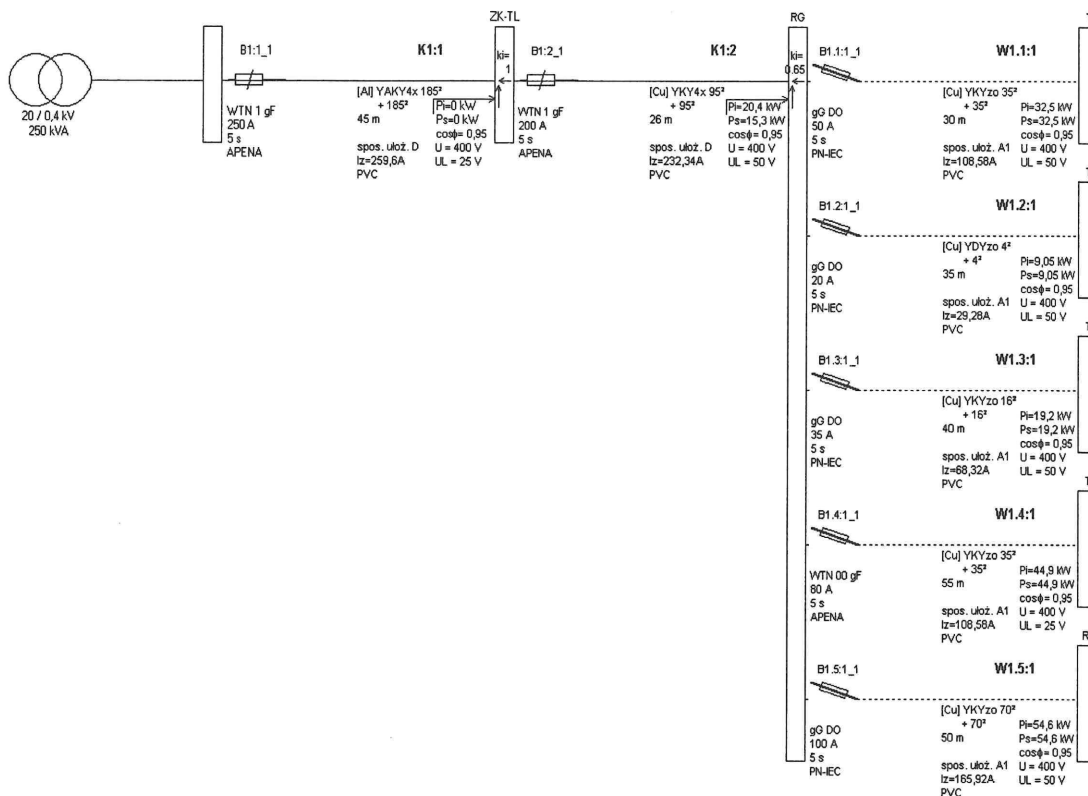 20 / 0,4 kV
250 kVA
B1:1_1
WTN 1 gF
250 A
5 s
APENA
K1:1
[Al] YAKY4x 185²
+ 185²
45 m
spos. ułoż. D
Iz=259,6A
PVC
Pi=0 kW
Ps=0 kW
cosϕ= 0,95
U = 400 V
UL = 25 V
ZK-TL
ki=
1
B1:2_1
WTN 1 gF
200 A
5 s
APENA
K1:2
[Cu] YKY4x 95²
+ 95²
26 m
spos. ułoż. D
Iz=232,34A
PVC
Pi=20,4 kW
Ps=15,3 kW
cosϕ= 0,95
U = 400 V
UL = 50 V
RG
ki=
0.65
B1.1:1_1
gG DO
50 A
5 s
PN-IEC
W1.1:1
[Cu] YKYzo 35²
+ 35²
30 m
spos. ułoż. A1
Iz=108,58A
PVC
Pi=32,5 kW
Ps=32,5 kW
cosϕ= 0,95
U = 400 V
UL = 50 V
B1.2:1_1
gG DO
20 A
5 s
PN-IEC
W1.2:1
[Cu] YDYzo 4²
+ 4²
35 m
spos. ułoż. A1
Iz=29,28A
PVC
Pi=9,05 kW
Ps=9,05 kW
cosϕ= 0,95
U = 400 V
UL = 50 V
B1.3:1_1
gG DO
35 A
5 s
PN-IEC
W1.3:1
[Cu] YKYzo 16²
+ 16²
40 m
spos. ułoż. A1
Iz=68,32A
PVC
Pi=19,2 kW
Ps=19,2 kW
cosϕ= 0,95
U = 400 V
UL = 50 V
B1.4:1_1
WTN 00 gF
80 A
5 s
APENA
W1.4:1
[Cu] YKYzo 35²
+ 35²
55 m
spos. ułoż. A1
Iz=108,58A
PVC
Pi=44,9 kW
Ps=44,9 kW
cosϕ= 0,95
U = 400 V
UL = 25 V
B1.5:1_1
gG DO
100 A
5 s
PN-IEC
W1.5:1
[Cu] YKYzo 70²
+ 70²
50 m
spos. ułoż. A1
Iz=165,92A
PVC
Pi=54,6 kW
Ps=54,6 kW
cosϕ= 0,95
U = 400 V
UL = 50 V